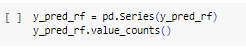 [ ] y_pred_rf = pd.Series(y_pred_rf)
y_pred_rf.value_counts()